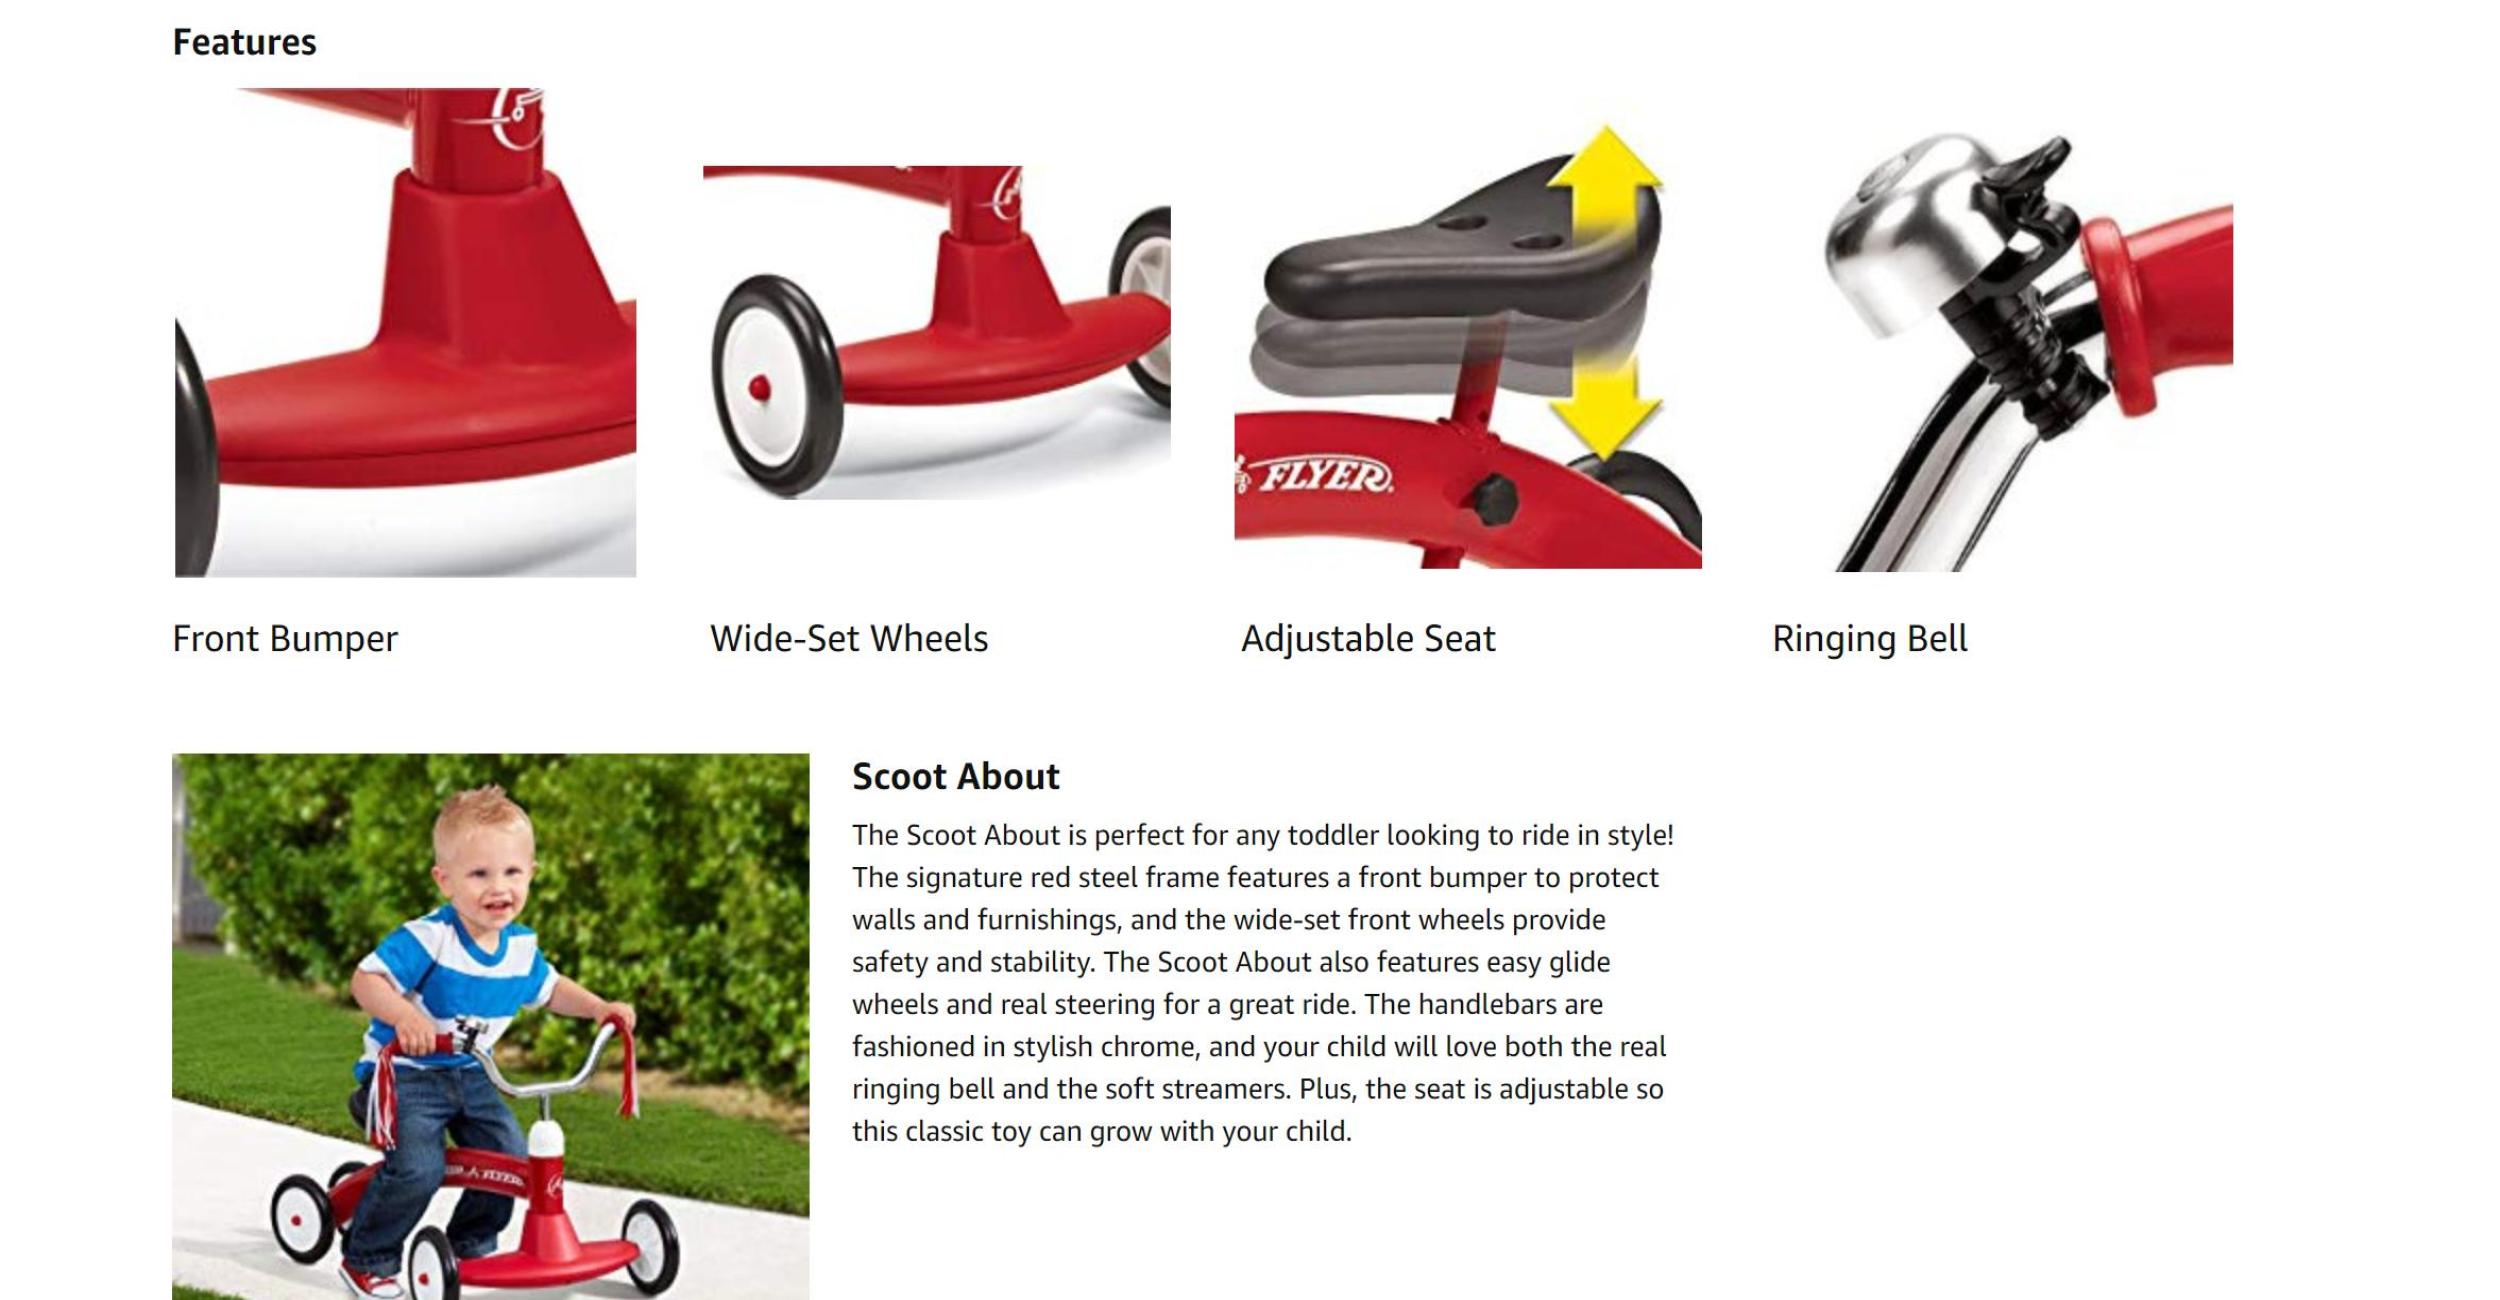 Features
FLYER
Front Bumper
Wide-Set Wheels
Adjustable Seat
Ringing Bell
Scoot About
The Scoot About is perfect for any toddler looking to ride in style!
The signature red steel frame features a front bumper to protect
walls and furnishings, and the wide-set front wheels provide
safety and stability. The Scoot About also features easy glide
wheels and real steering for a great ride. The handlebars are
fashioned in stylish chrome, and your child will love both the real
ringing bell and the soft streamers. Plus, the seat is adjustable so
this classic toy can grow with your child.
FLYER